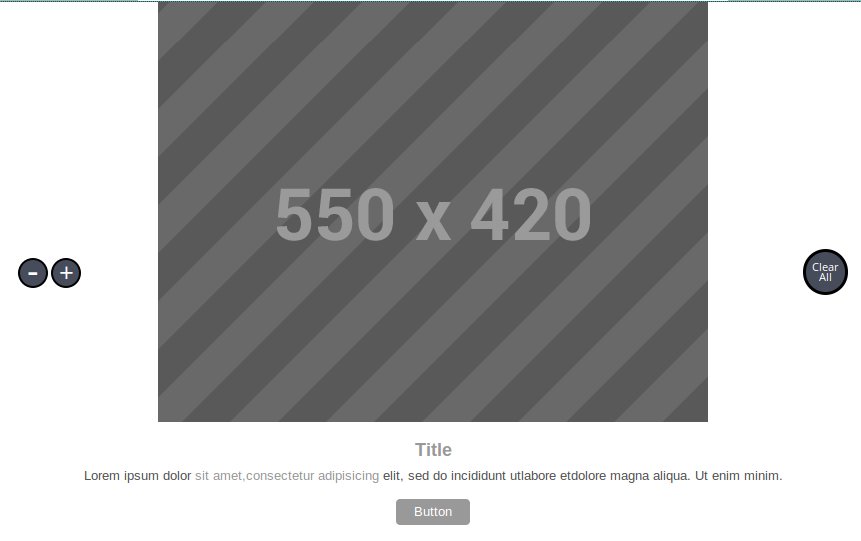 550 x 420
- +
Clear
All
Title
Lorem ipsum dolor sit amet,consectetur adipisicing elit, sed do incididunt utlabore etdolore magna aliqua. Ut enim minim.
Button